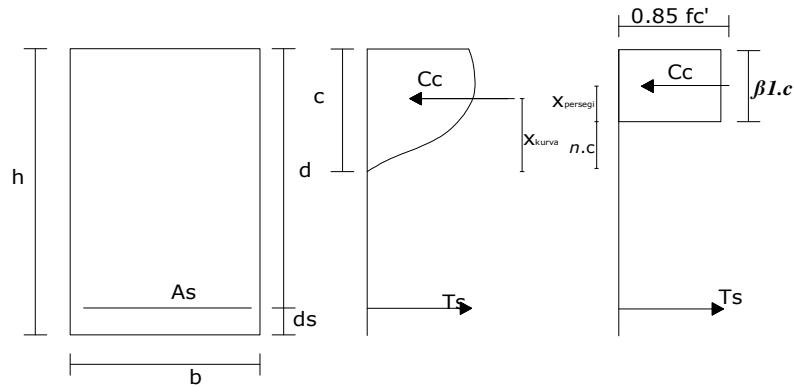 0.85 fc'
h
As
b
c
d
ds
Cc
Xkurva
Ts
Xpersegi
n.c
Cc
β1.c
Ts